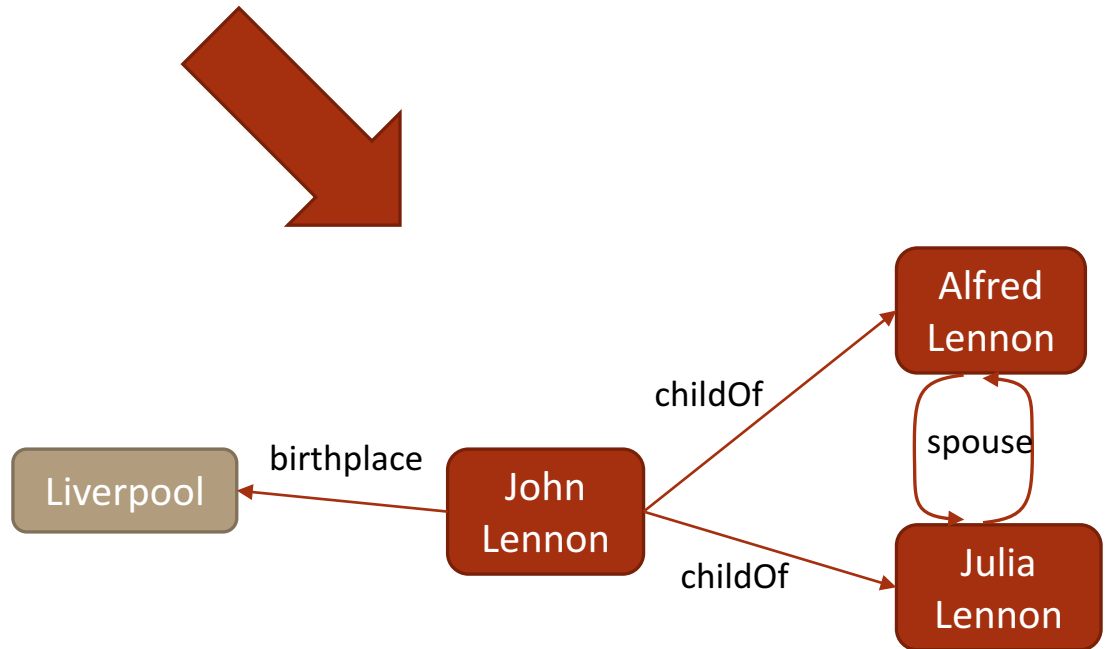 Alfred
Lennon
childOf
spouse
birthplace
Liverpool
John
Lennon
childOf
Julia
Lennon